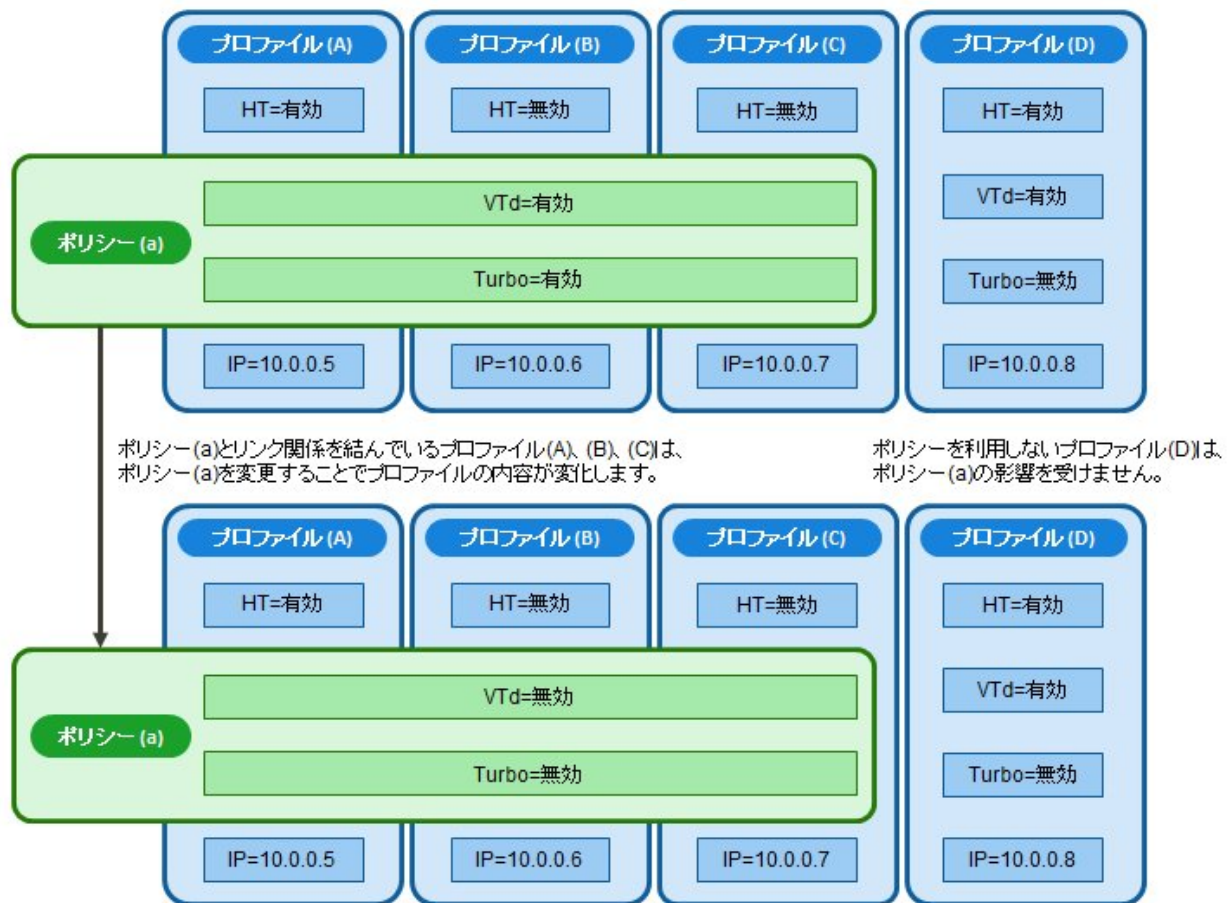 プロファイル(A)
プロファイル(B)
プロファイル(C)
プロファイル(D)
HT=有効
HT=無効
HT=無効
HT=有効
ポリシー(a)
VTd=有効
Turbo=有効
VTd=有効
Turbo=無効
IP=10.0.0.5
IP=10.0.0.6
IP=10.0.0.7
IP=10.0.0.8
ポリシー(a)とリンク関係を結んでいるプロファイル(A)、(B)、(C)は、
ポリシー(a)を変更することでプロファイルの内容が変化します。
ポリシーを利用しないプロファイル(D)は、
ポリシー(a)の影響を受けません。
プロファイル(A)
プロファイル(B)
プロファイル(C)
プロファイル(D)
HT=有効
HT=無効
HT=無効
HT=有効
ポリシー(a)
VTd=無効
Turbo=無効
VTd=有効
Turbo=無効
IP=10.0.0.5
IP=10.0.0.6
IP=10.0.0.7
IP=10.0.0.8